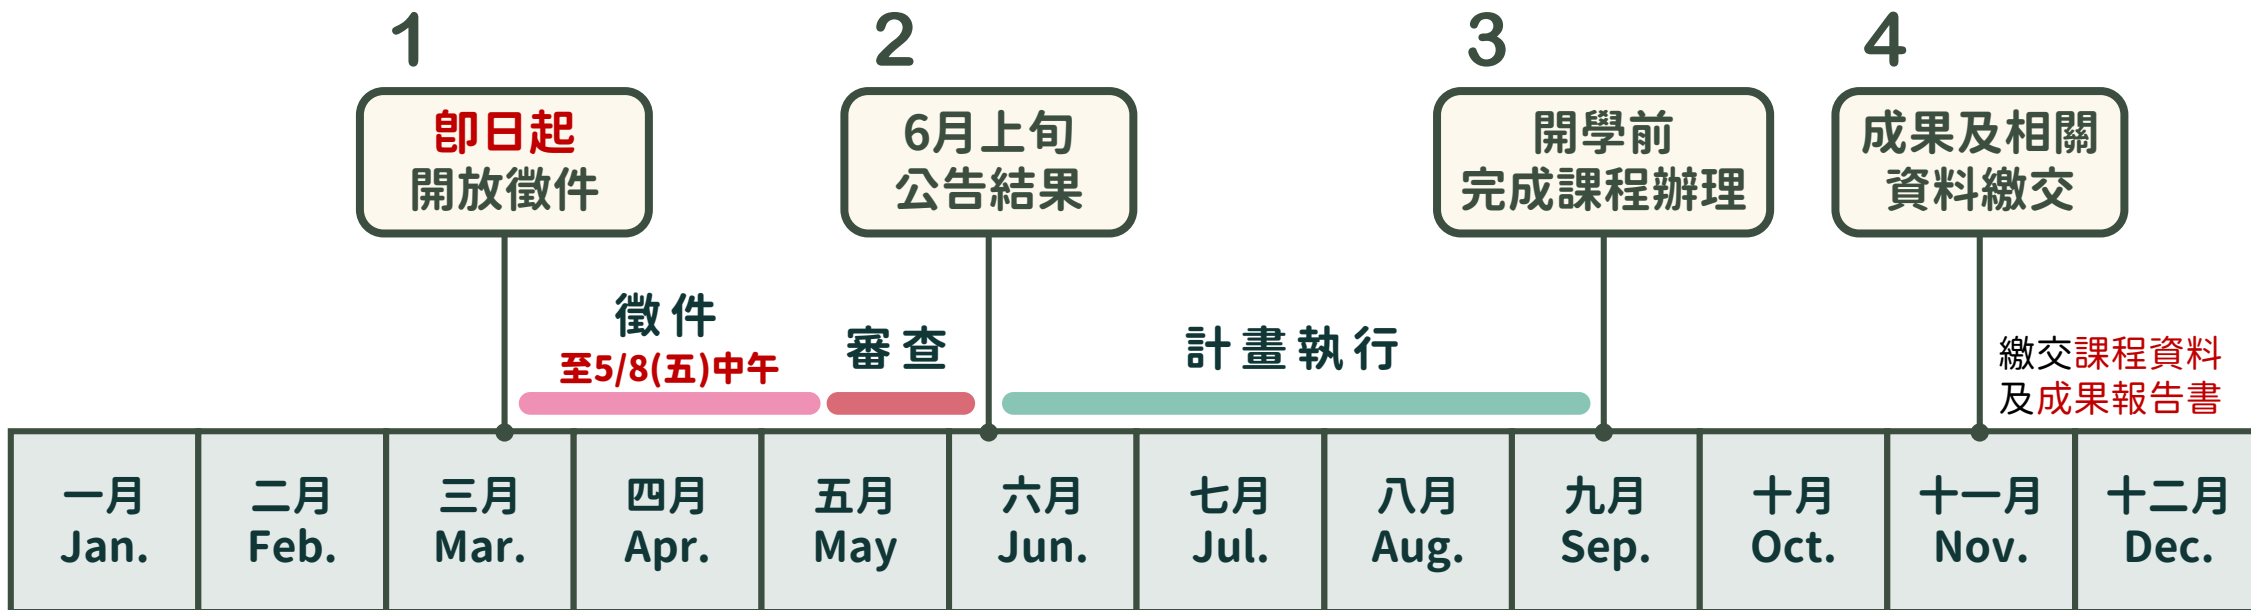 1
即日起
開放徵件
2
6月上旬
公告結果
3
開學前
完成課程辦理
4
成果及相關
資料繳交
徵件
至5/8(五)中午
審查
計畫執行
繳交課程資料
及成果報告書
一月
Jan.
二月
Feb.
三月
Mar.
四月
Apr.
五月
May
六月
Jun.
七月
Jul.
八月
Aug.
九月
Sep.
十月
Oct.
十一月
Nov.
十二月
Dec.